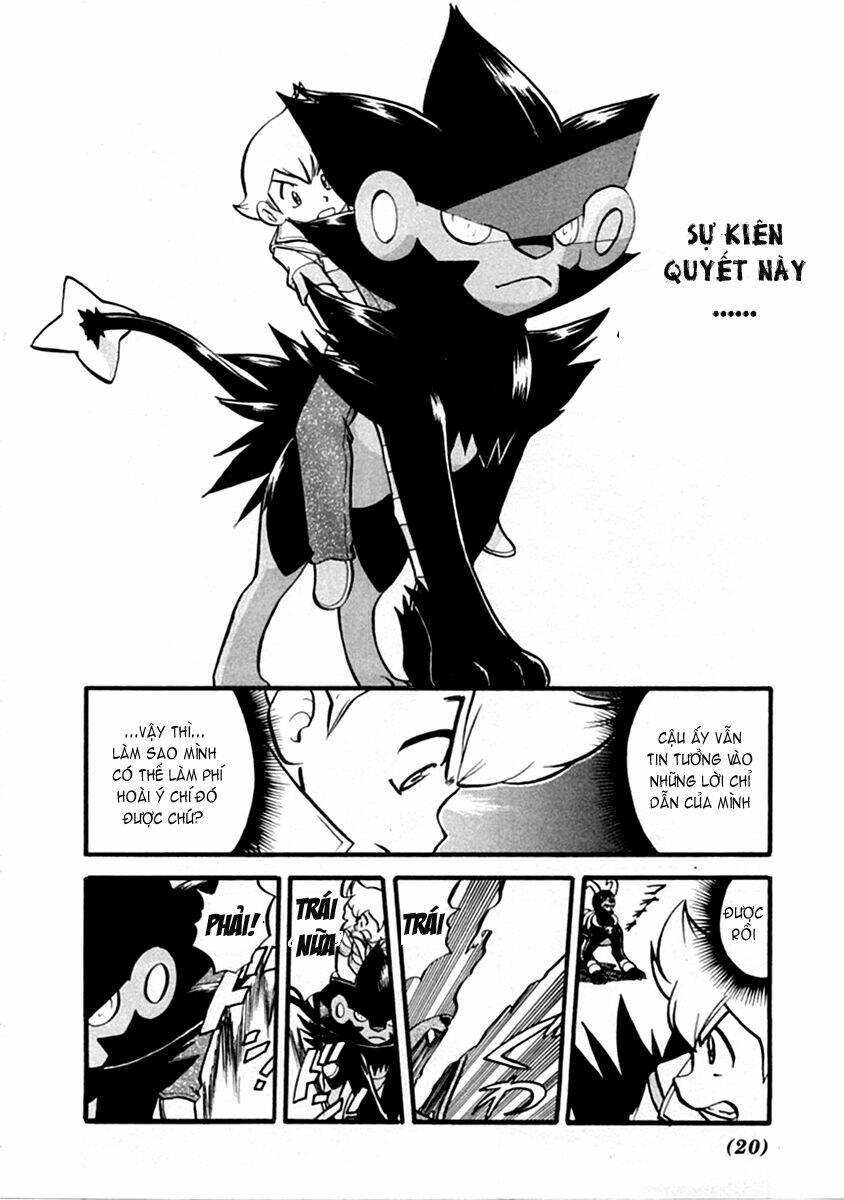 SỰ KIÊN
QUYẾT NÀY
......
CẬU ẤY VẪN
TIN TƯỞNG VÀO
NHỮNG LỜI CHỈ
DẪN CỦA MÌNH
...VẬY THÌ...
LÀM SAO MÌNH
CÓ THỂ LÀM PHÍ
HOÀI Ý CHÍ ĐÓ
ĐƯỢC CHỨ?
ĐƯỢC
RỒI
TRÁI
TRÁI
NỮA
PHẢI!
(20)